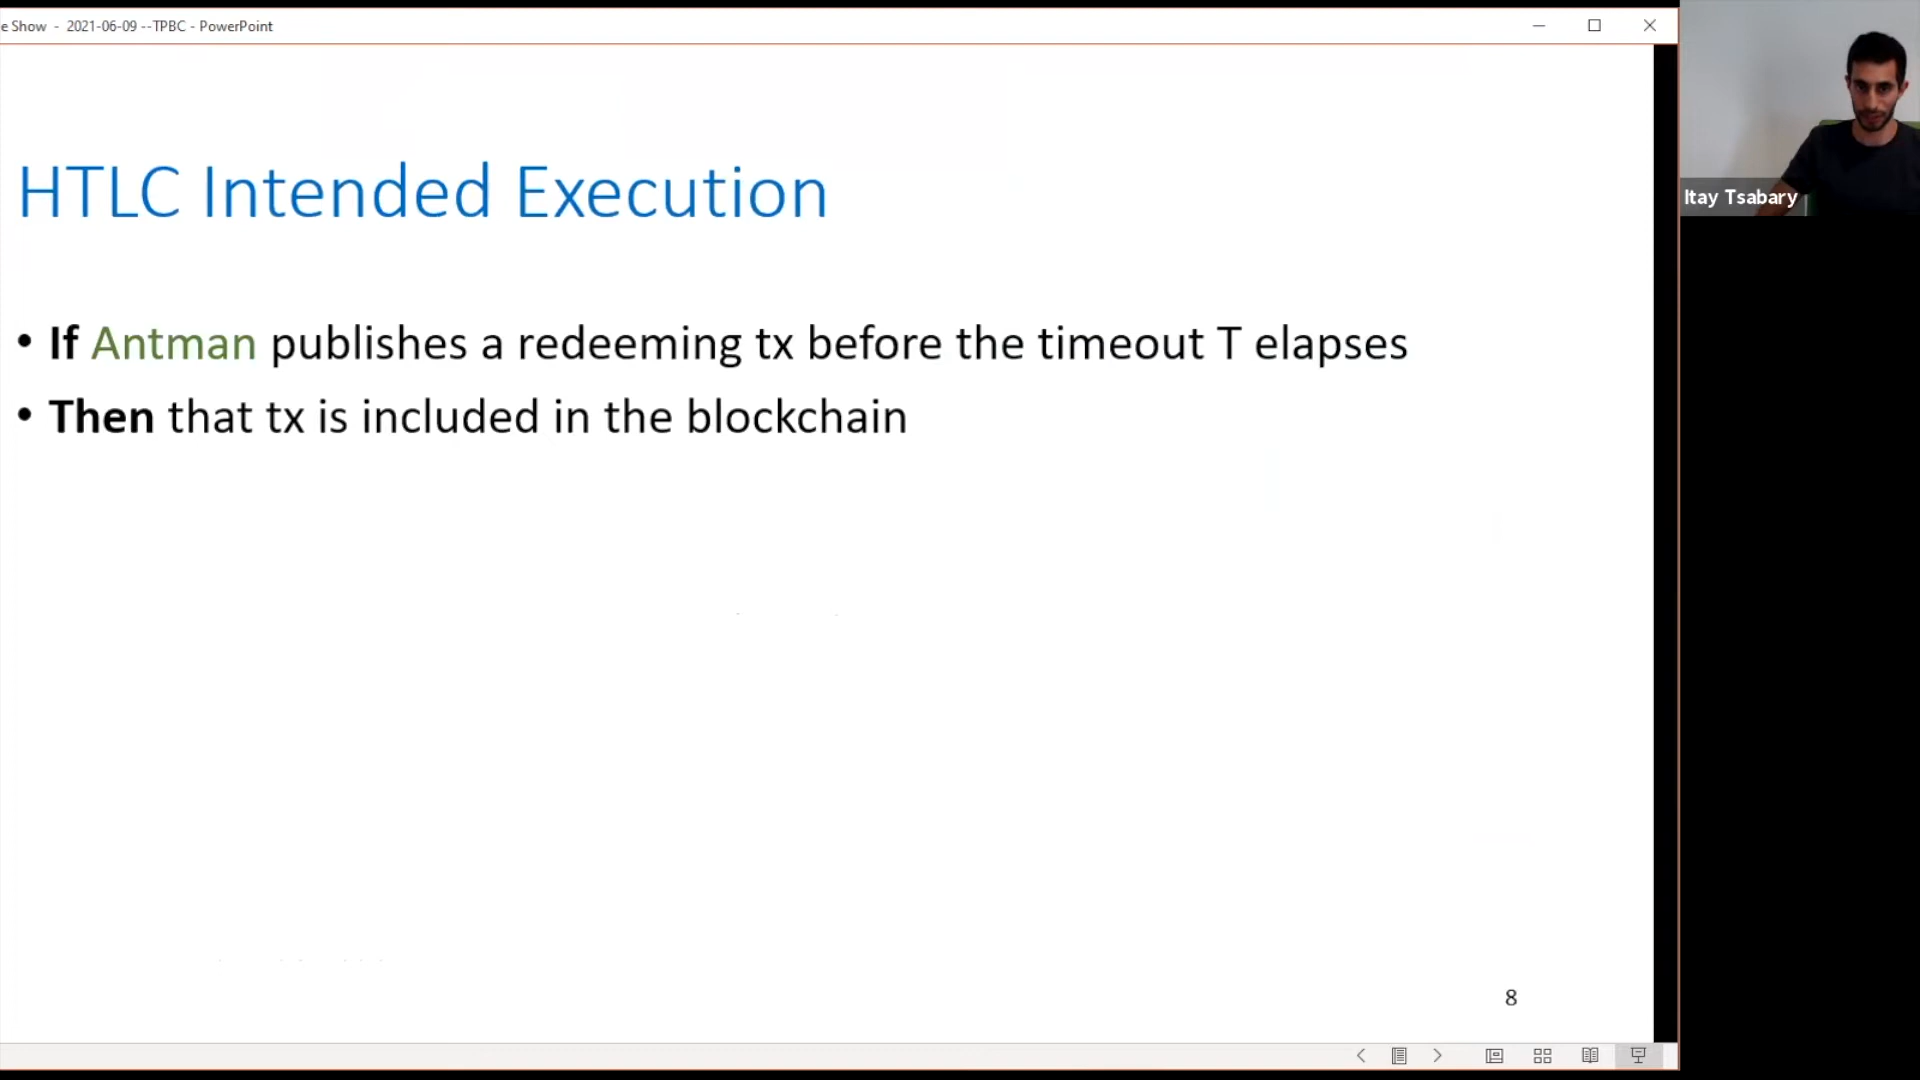 e Show - 2021-06-09 --TPBC - PowerPoint
HTLC Intended Execution
• If Antman publishes a redeeming tx before the timeout T elapses
• Then that tx is included in the blockchain
8
Itay Tsabary